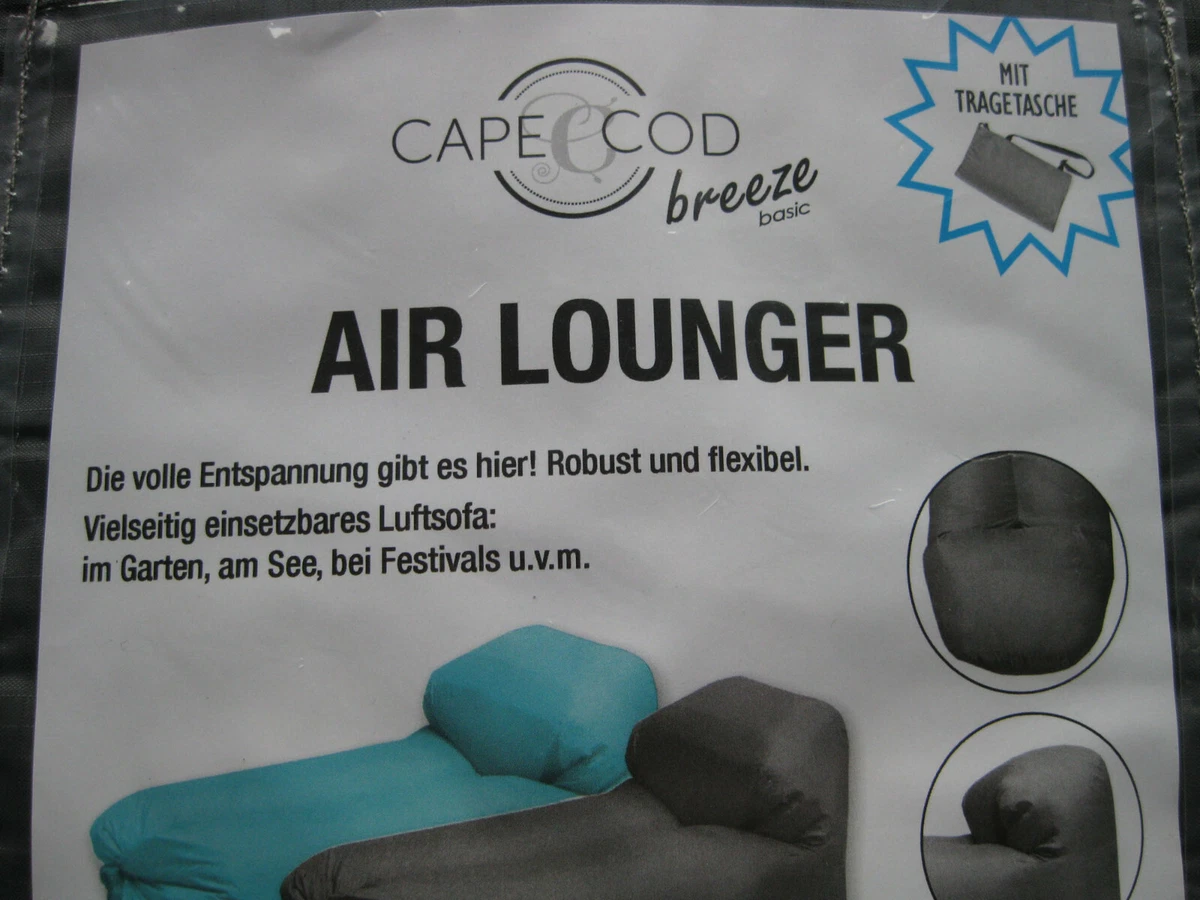 CAPE COD
breeze
basic
MIT
TRAGETASCHE
AIR LOUNGER
Die volle Entspannung gibt es hier! Robust und flexibel.
Vielseitig einsetzbares Luftsofa:
im Garten, am See, bei Festivals u.v.m.